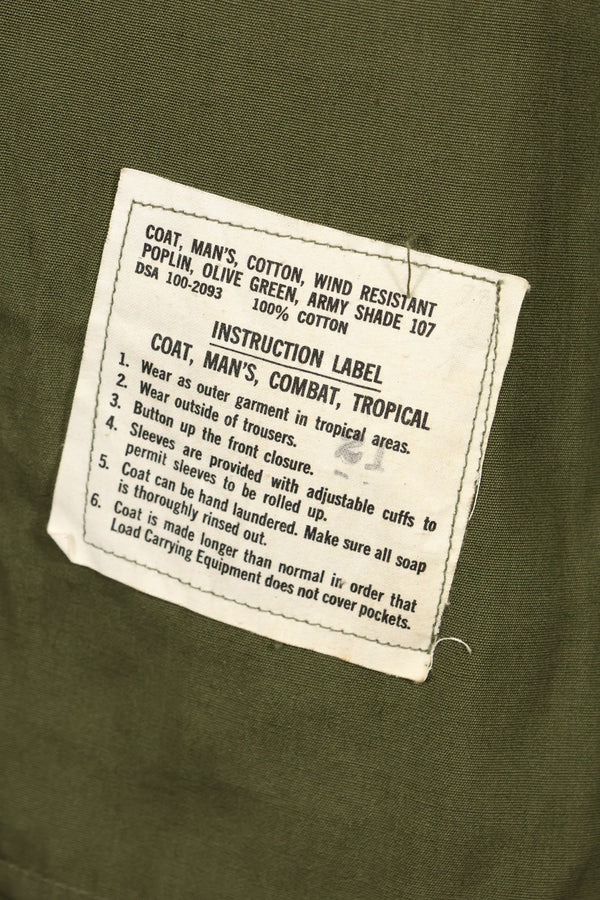 COAT, MAN'S, COTTON, WIND RESISTANT
POPLIN, OLIVE GREEN, ARMY SHADE 107
DSA 100-2093 100% COTTON
INSTRUCTION LABEL
COAT, MAN'S, COMBAT, TROPICAL
1. Wear as outer garment in tropical areas.
2. Wear outside of trousers.
3. Button up the front closure.
4. Sleeves are provided with adjustable cuffs to
permit sleeves to be rolled up.
5. Coat can be hand laundered. Make sure all soap
is thoroughly rinsed out.
6. Coat is made longer than normal in order that
Load Carrying Equipment does not cover pockets.